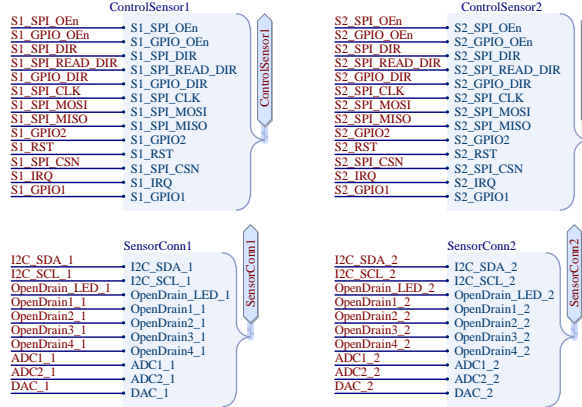 ControlSensor1
S1_SPI_OEn S1_SPI_OEn
S1_GPIO_OEn S1_GPIO_OEn
S1_SPI_DIR S1_SPI_DIR
S1_SPI_READ_DIR S1_SPI_READ_DIR
S1_GPIO_DIR S1_GPIO_DIR
S1_SPI_CLK S1_SPI_CLK
S1_SPI_MOSI S1_SPI_MOSI
S1_SPI_MISO S1_SPI_MISO
S1_GPIO2 S1_GPIO2
S1_RST S1_RST
S1_SPI_CSN S1_SPI_CSN
S1_IRQ S1_IRQ
S1_GPIO1 S1_GPIO1
ControlSensor1
ControlSensor2
S2_SPI_OEn S2_SPI_OEn
S2_GPIO_OEn S2_GPIO_OEn
S2_SPI_DIR S2_SPI_DIR
S2_SPI_READ_DIR S2_SPI_READ_DIR
S2_GPIO_DIR S2_GPIO_DIR
S2_SPI_CLK S2_SPI_CLK
S2_SPI_MOSI S2_SPI_MOSI
S2_SPI_MISO S2_SPI_MISO
S2_GPIO2 S2_GPIO2
S2_RST S2_RST
S2_SPI_CSN S2_SPI_CSN
S2_IRQ S2_IRQ
S2_GPIO1 S2_GPIO1
SensorConn1
I2C_SDA_1 I2C_SDA_1
I2C_SCL_1 I2C_SCL_1
OpenDrain_LED_1 OpenDrain_LED_1
OpenDrain1_1 OpenDrain1_1
OpenDrain2_1 OpenDrain2_1
OpenDrain3_1 OpenDrain3_1
OpenDrain4_1 OpenDrain4_1
ADC1_1 ADC1_1
ADC2_1 ADC2_1
DAC_1 DAC_1
SensorConn1
SensorConn2
I2C_SDA_2 I2C_SDA_2
I2C_SCL_2 I2C_SCL_2
OpenDrain_LED_2 OpenDrain_LED_2
OpenDrain1_2 OpenDrain1_2
OpenDrain2_2 OpenDrain2_2
OpenDrain3_2 OpenDrain3_2
OpenDrain4_2 OpenDrain4_2
ADC1_2 ADC1_2
ADC2_2 ADC2_2
DAC_2 DAC_2
SensorConn2